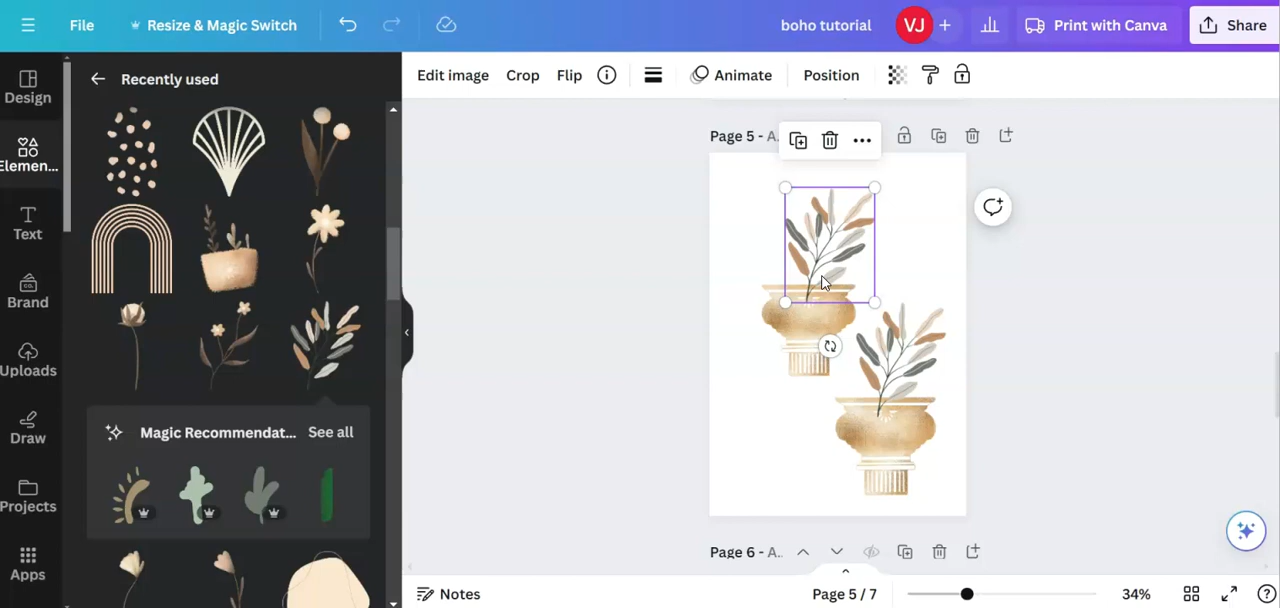 File
Resize & Magic Switch
boho tutorial
VJ
Print with Canva
Share
Design
Elemen...
Text
Brand
Uploads
Draw
Projects
Apps
Recently used
Magic Recommendat...
See all
Edit image
Crop
Flip
Animate
Position
Page 5 - A.
Page 6 - A..
Notes
Page 5 / 7
34%